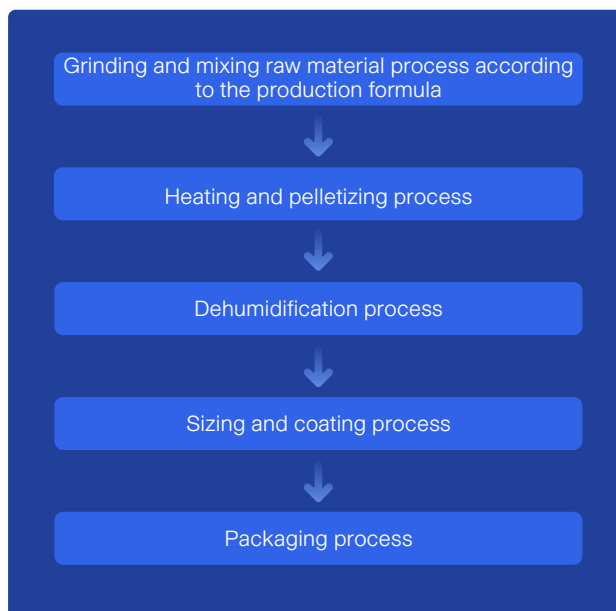 Grinding and mixing raw material process according
to the production formula
Heating and pelletizing process
Dehumidification process
Sizing and coating process
Packaging process